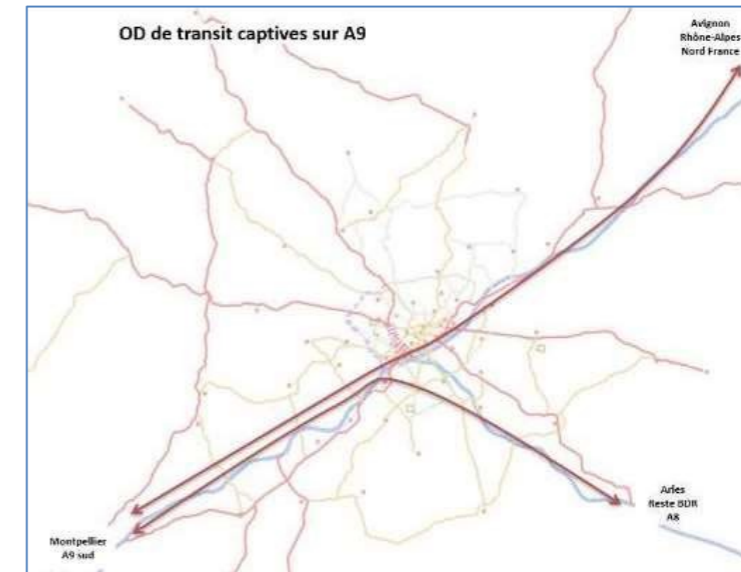 OD de transit captives sur A9
Avignon
Rhône-Alpes
Nord France
Arles
Reste BDR
A8
Montpellier
A9 sud